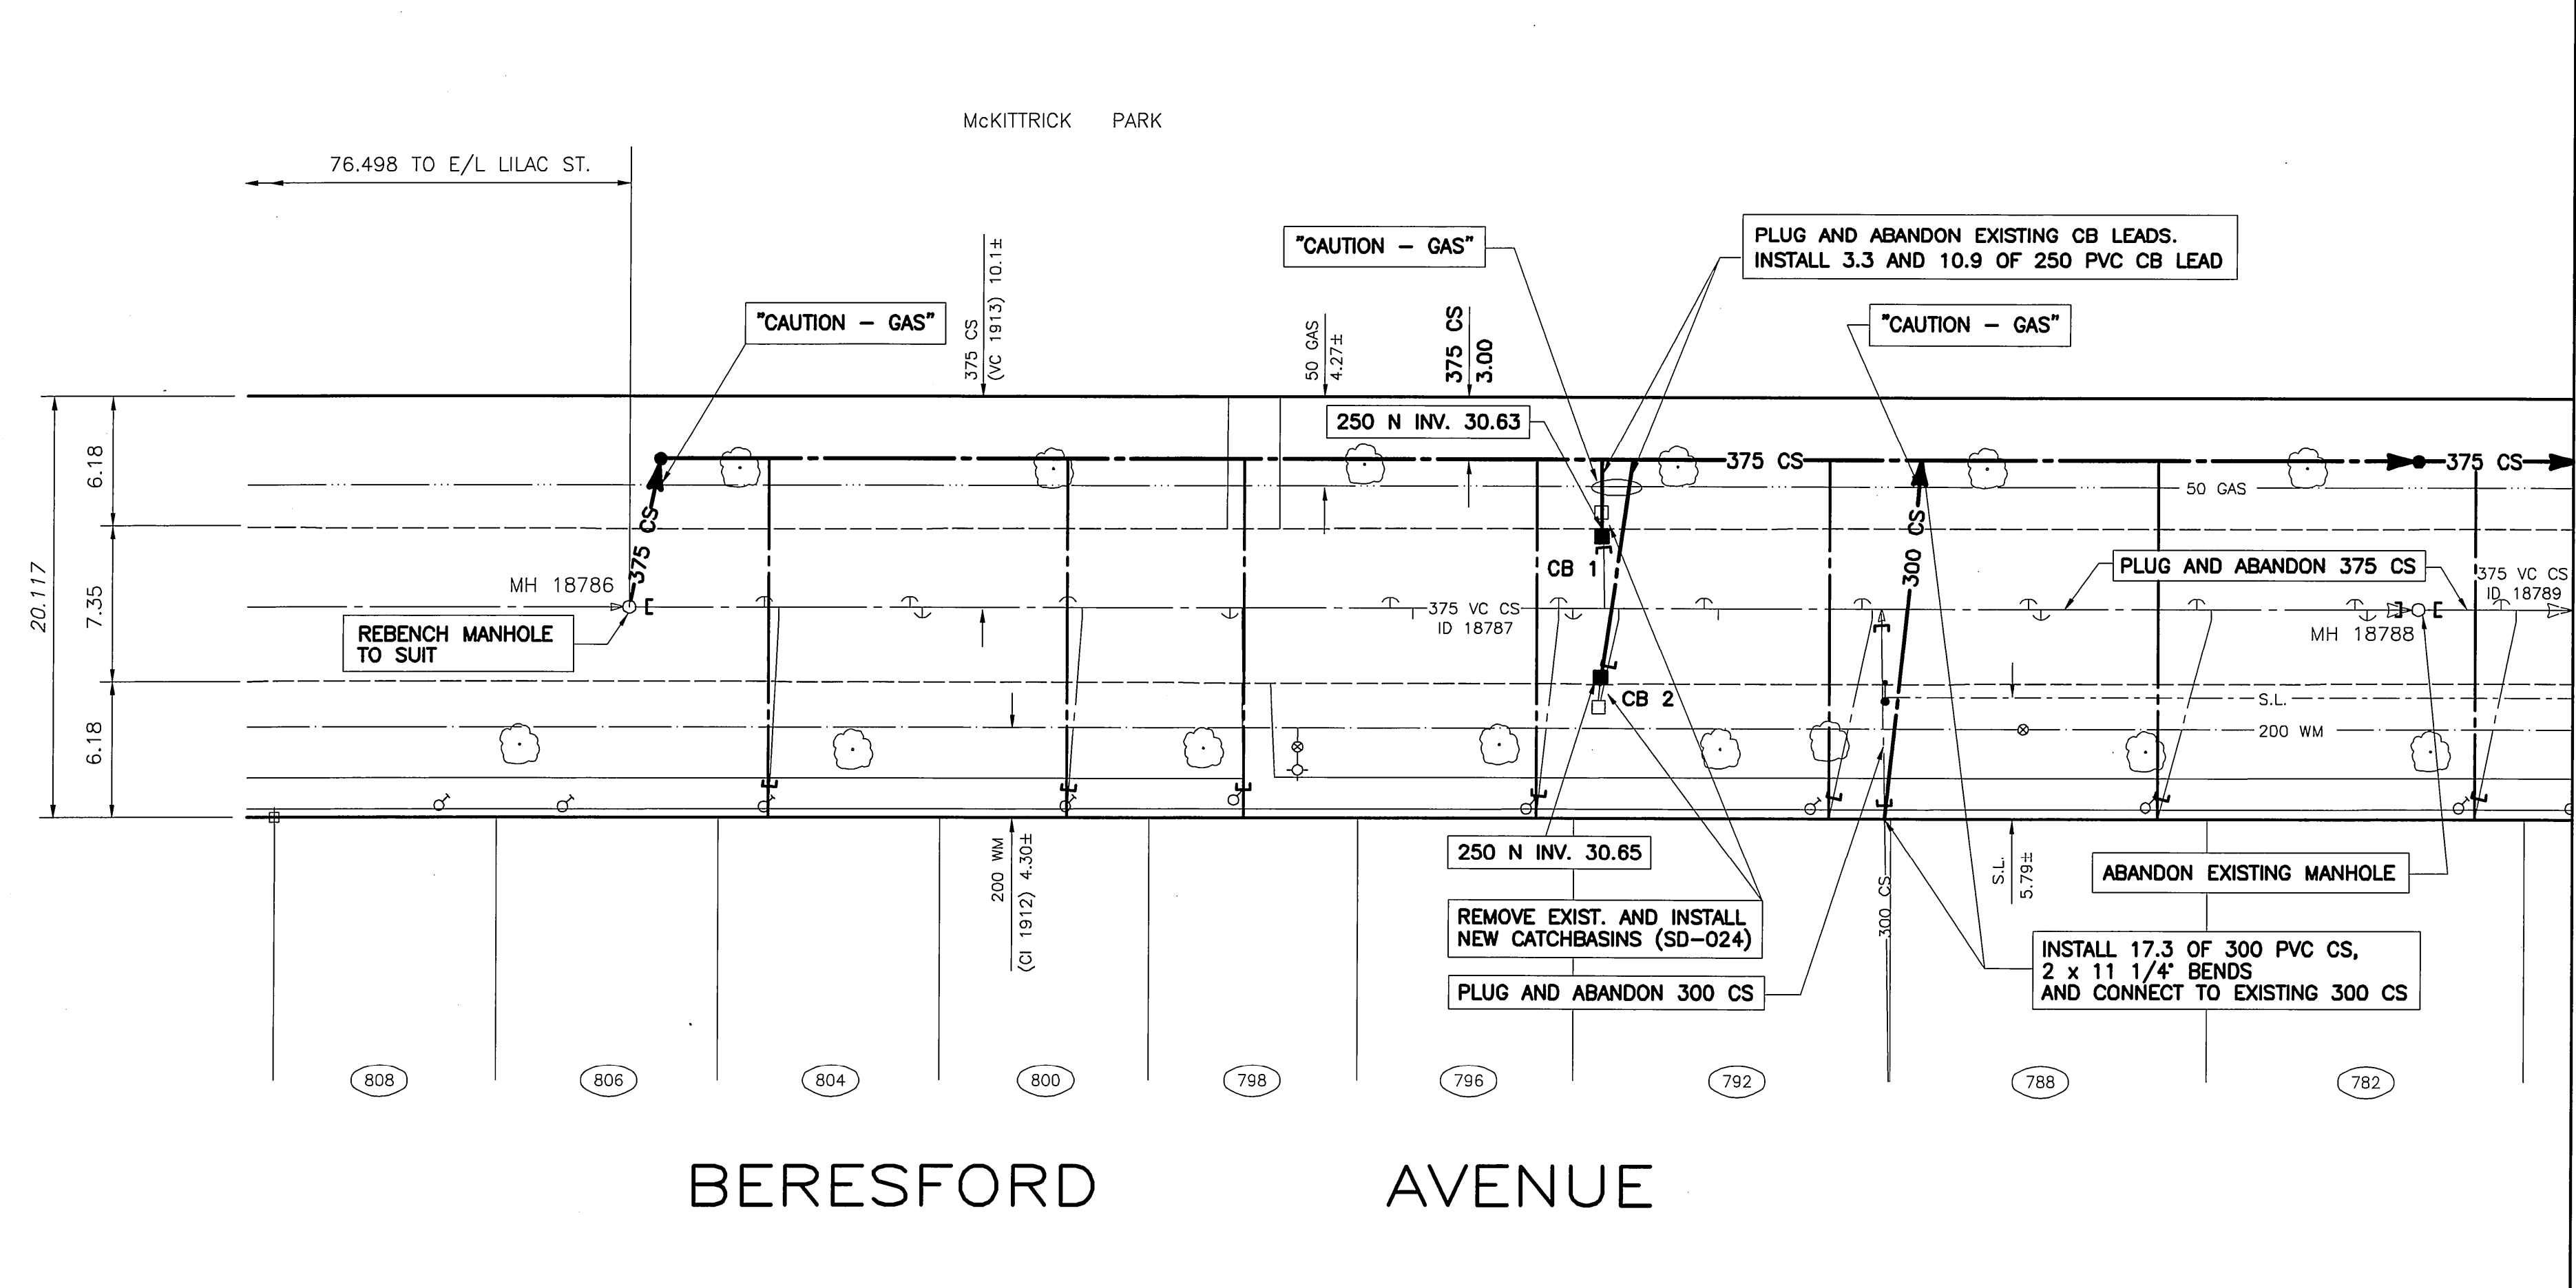 McKITTRICK PARK
76.498 TO E/L LILAC ST.
"CAUTION - GAS"
375 CS
(VC 1913) 10.1±
50 GAS
4.27±
375 CS
3.00
"CAUTION - GAS"
PLUG AND ABANDON EXISTING CB LEADS.
INSTALL 3.3 AND 10.9 OF 250 PVC CB LEAD
"CAUTION - GAS"
250 N INV. 30.63
20.117
6.18
7.35
6.18
375 CS
375 CS
375 CS
50 GAS
MH 18786
REBENCH MANHOLE
TO SUIT
CB 1
375 VC CS
ID 18787
300 CS
PLUG AND ABANDON 375 CS
375 VC CS
ID 18789
MH 18788
CB 2
S.L.
200 WM
200 WM
(CI 1912) 4.30±
250 N INV. 30.65
REMOVE EXIST. AND INSTALL
NEW CATCHBASINS (SD-024)
PLUG AND ABANDON 300 CS
300 CS
S.L.
5.79±
ABANDON EXISTING MANHOLE
INSTALL 17.3 OF 300 PVC CS,
2 x 11 1/4° BENDS
AND CONNECT TO EXISTING 300 CS
808
806
804
800
798
796
792
788
782
BERESFORD AVENUE